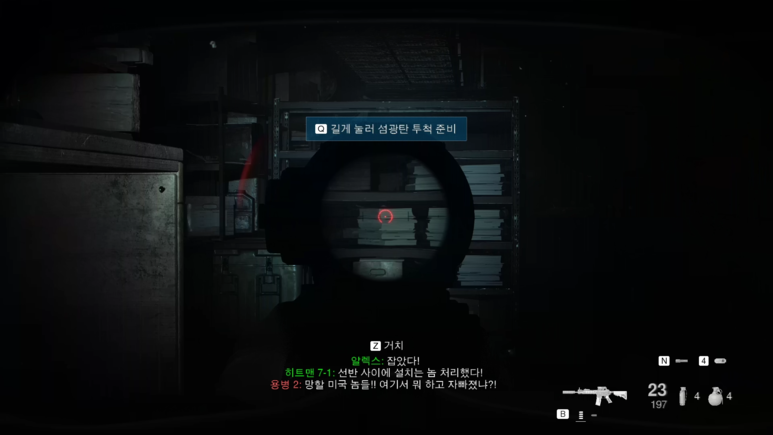 Q 길게 눌러 섬광탄 투척 준비
Z 거치
알렉스: 잡았다!
히트맨 7-1: 선반 사이에 설치는 놈 처리했다!
용병 2: 망할 미국 놈들!! 여기서 뭐 하고 자빠졌냐?!
N 4
23
197
4 4
B